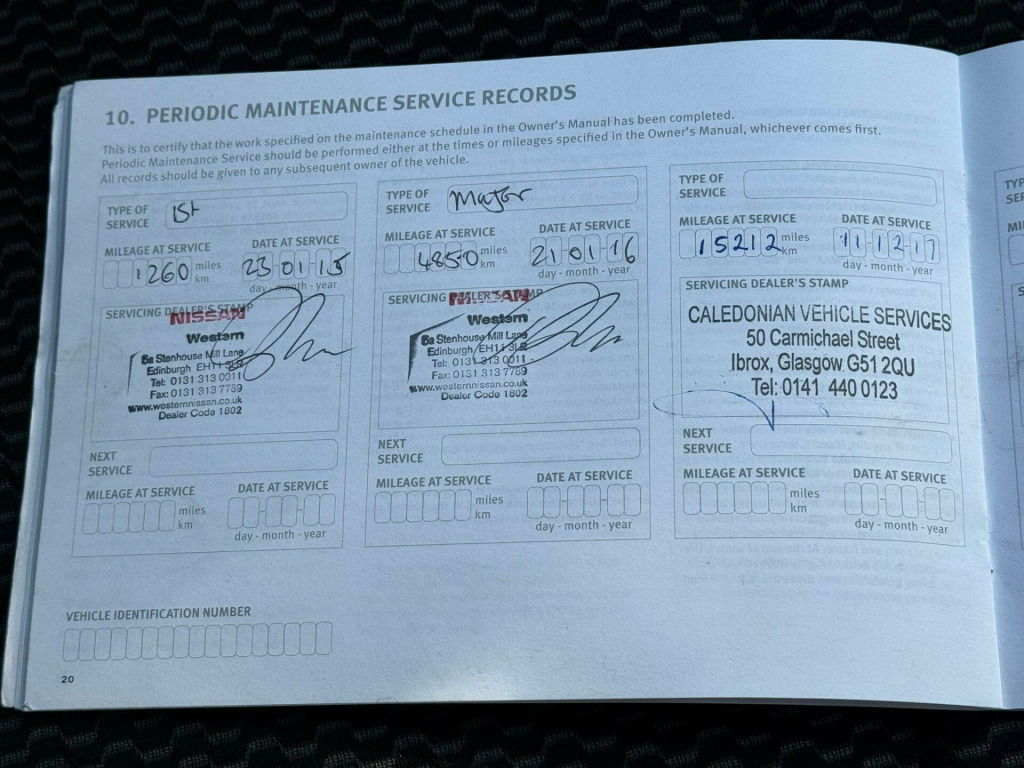 10. PERIODIC MAINTENANCE SERVICE RECORDS
This is to certify that the work specified on the maintenance schedule in the Owner's Manual has been completed.
Periodic Maintenance Service should be performed either at the times or mileages specified in the Owner's Manual, whichever comes first.
All records should be given to any subsequent owner of the vehicle.
TYPE OF SERVICE 1St
MILEAGE AT SERVICE DATE AT SERVICE
1260 miles km 23-01-15
day - month - year
SERVICING DEALER'S STAMP
NISSAN
Western
6a Stenhouse Mill Lane
Edinburgh EH11 3LR
Tel: 0131 313 0011
Fax: 0131 313 7789
www.westernnissan.co.uk
Dealer Code 1802
NEXT SERVICE
MILEAGE AT SERVICE DATE AT SERVICE
miles km
day - month - year
TYPE OF SERVICE Major
MILEAGE AT SERVICE DATE AT SERVICE
4850 miles km 21-01-16
day - month - year
SERVICING DEALER'S STAMP
NISSAN
Western
6a Stenhouse Mill Lane
Edinburgh EH11 3LR
Tel: 0131 313 0011
Fax: 0131 313 7789
www.westernnissan.co.uk
Dealer Code 1802
NEXT SERVICE
MILEAGE AT SERVICE DATE AT SERVICE
miles km
day - month - year
TYPE OF SERVICE
MILEAGE AT SERVICE DATE AT SERVICE
15212 miles km 11-12-17
day - month - year
SERVICING DEALER'S STAMP
CALEDONIAN VEHICLE SERVICES
50 Carmichael Street
Ibrox, Glasgow G51 2QU
Tel: 0141 440 0123
NEXT SERVICE
MILEAGE AT SERVICE DATE AT SERVICE
miles km
day - month - year
VEHICLE IDENTIFICATION NUMBER
20